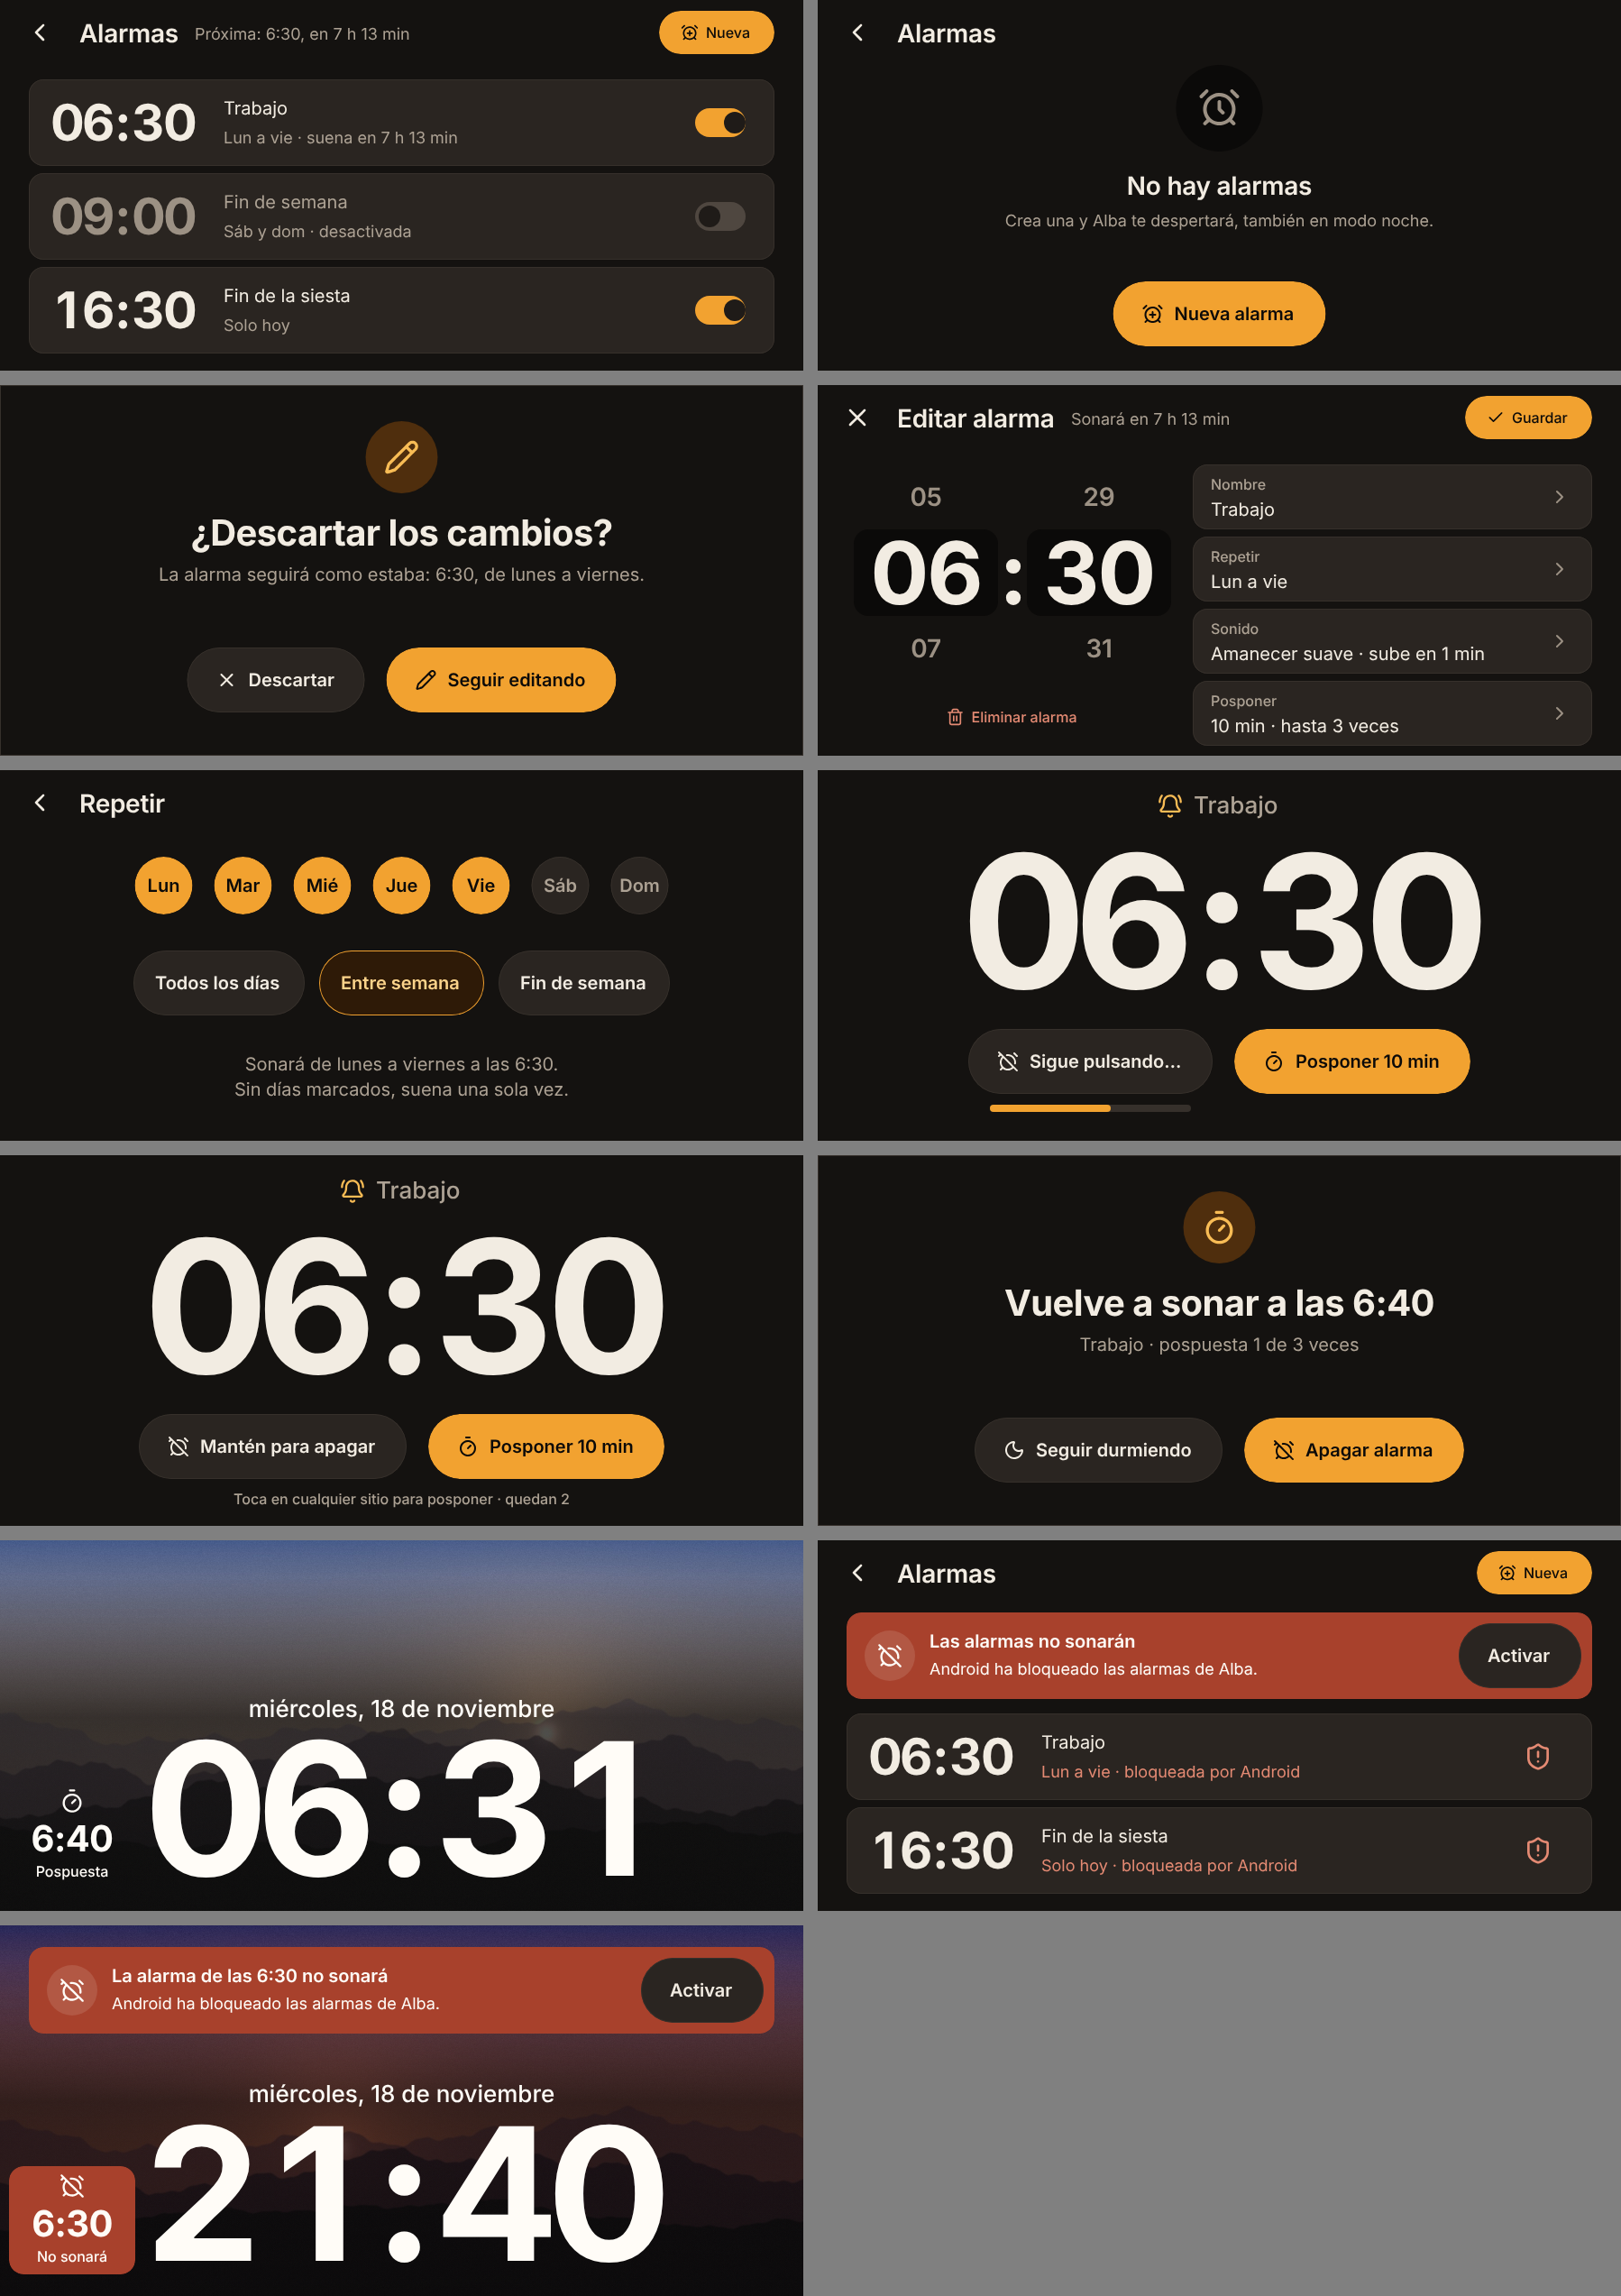 Alarmas Próxima: 6:30, en 7 h 13 min Nueva
06:30 Trabajo
Lun a vie · suena en 7 h 13 min
09:00 Fin de semana
Sáb y dom · desactivada
16:30 Fin de la siesta
Solo hoy
Alarmas
No hay alarmas
Crea una y Alba te despertará, también en modo noche.
Nueva alarma
¿Descartar los cambios?
La alarma seguirá como estaba: 6:30, de lunes a viernes.
Descartar Seguir editando
Editar alarma Sonará en 7 h 13 min Guardar
05 29
06:30
07 31
Eliminar alarma
Nombre
Trabajo
Repetir
Lun a vie
Sonido
Amanecer suave · sube en 1 min
Posponer
10 min · hasta 3 veces
Repetir
Lun Mar Mié Jue Vie Sáb Dom
Todos los días Entre semana Fin de semana
Sonará de lunes a viernes a las 6:30.
Sin días marcados, suena una sola vez.
Trabajo
06:30
Sigue pulsando... Posponer 10 min
Trabajo
06:30
Mantén para apagar Posponer 10 min
Toca en cualquier sitio para posponer · quedan 2
Vuelve a sonar a las 6:40
Trabajo · pospuesta 1 de 3 veces
Seguir durmiendo Apagar alarma
miércoles, 18 de noviembre
06:31
6:40
Pospuesta
Alarmas Nueva
Las alarmas no sonarán
Android ha bloqueado las alarmas de Alba.
Activar
06:30 Trabajo
Lun a vie · bloqueada por Android
16:30 Fin de la siesta
Solo hoy · bloqueada por Android
La alarma de las 6:30 no sonará
Android ha bloqueado las alarmas de Alba.
Activar
miércoles, 18 de noviembre
21:40
6:30
No sonará